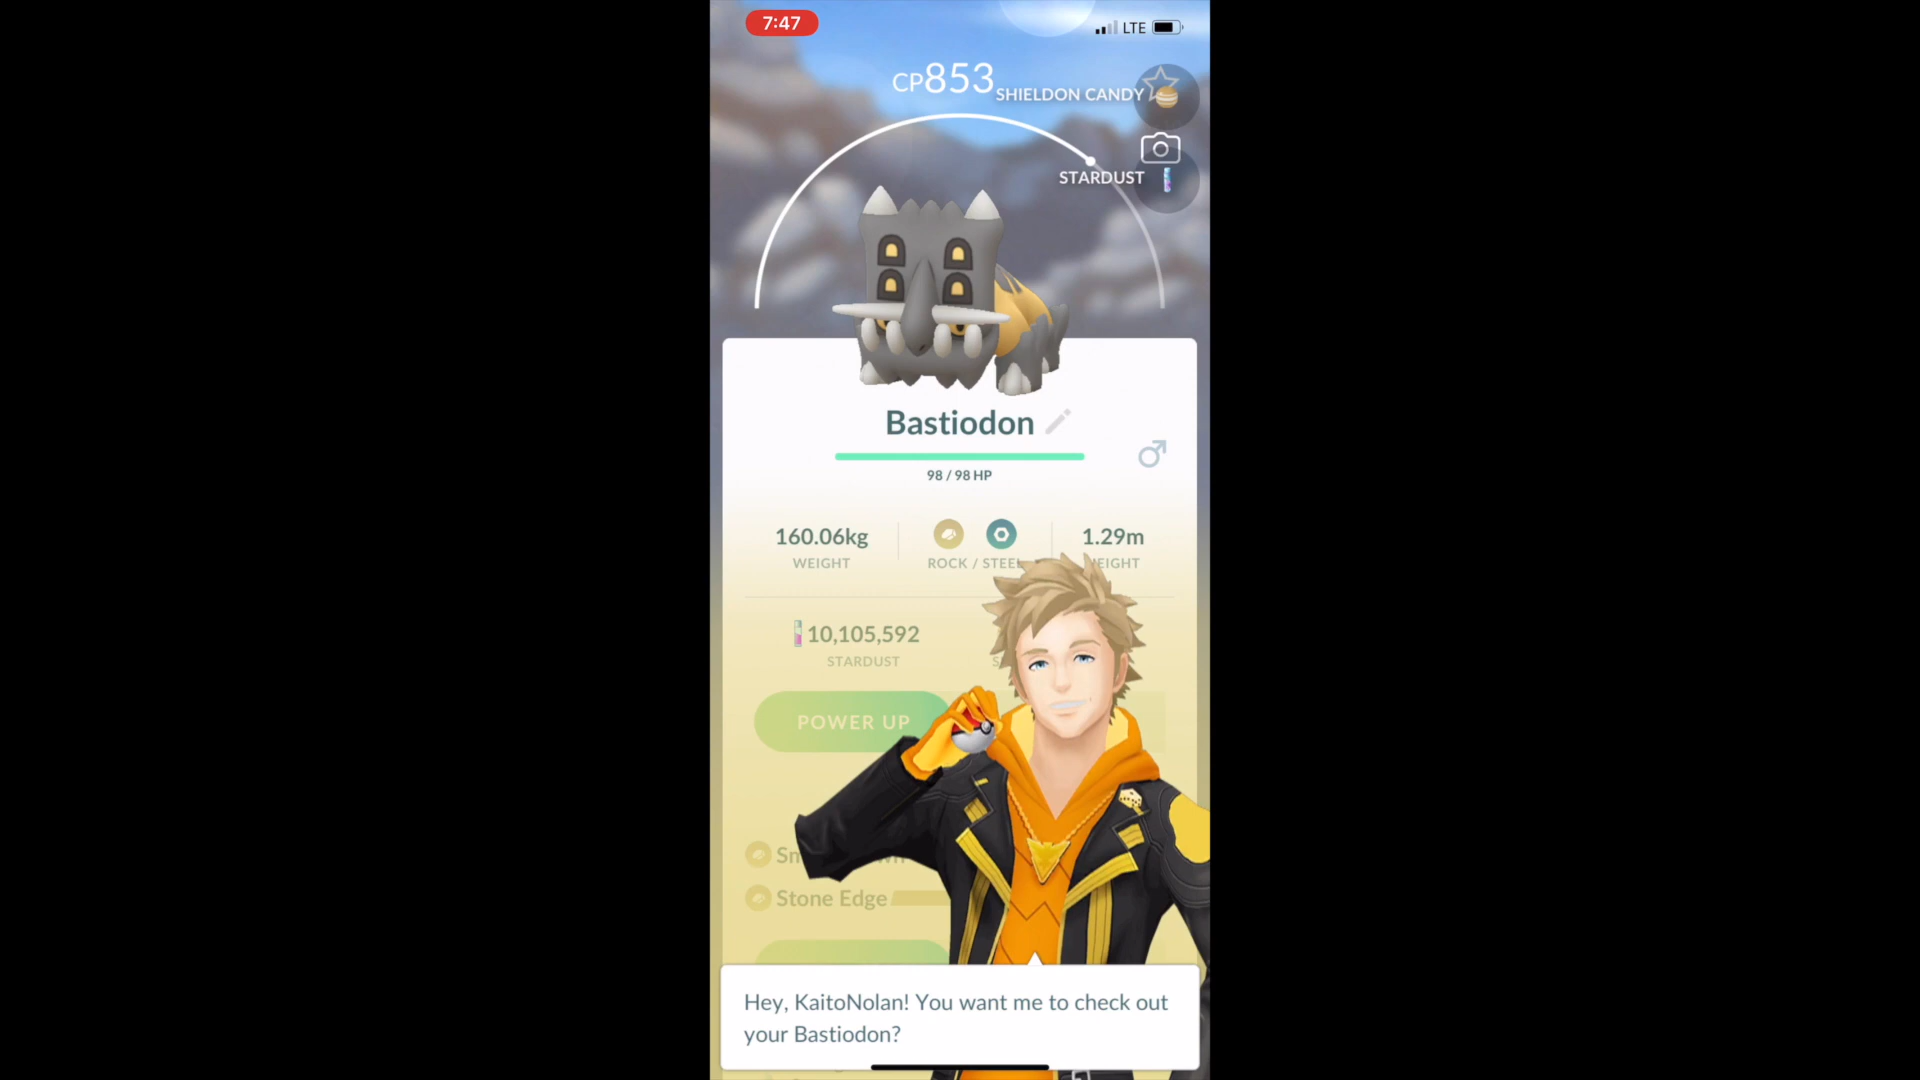 7:47
LTE
CP853
SHIELDON CANDY
STARDUST
Bastiodon
98 / 98 HP
160.06kg
WEIGHT
ROCK / STEEL
1.29m
10,105,592
STARDUST
POWER UP
Stone Edge
Hey, KaitoNolan! You want me to check out
your Bastiodon?